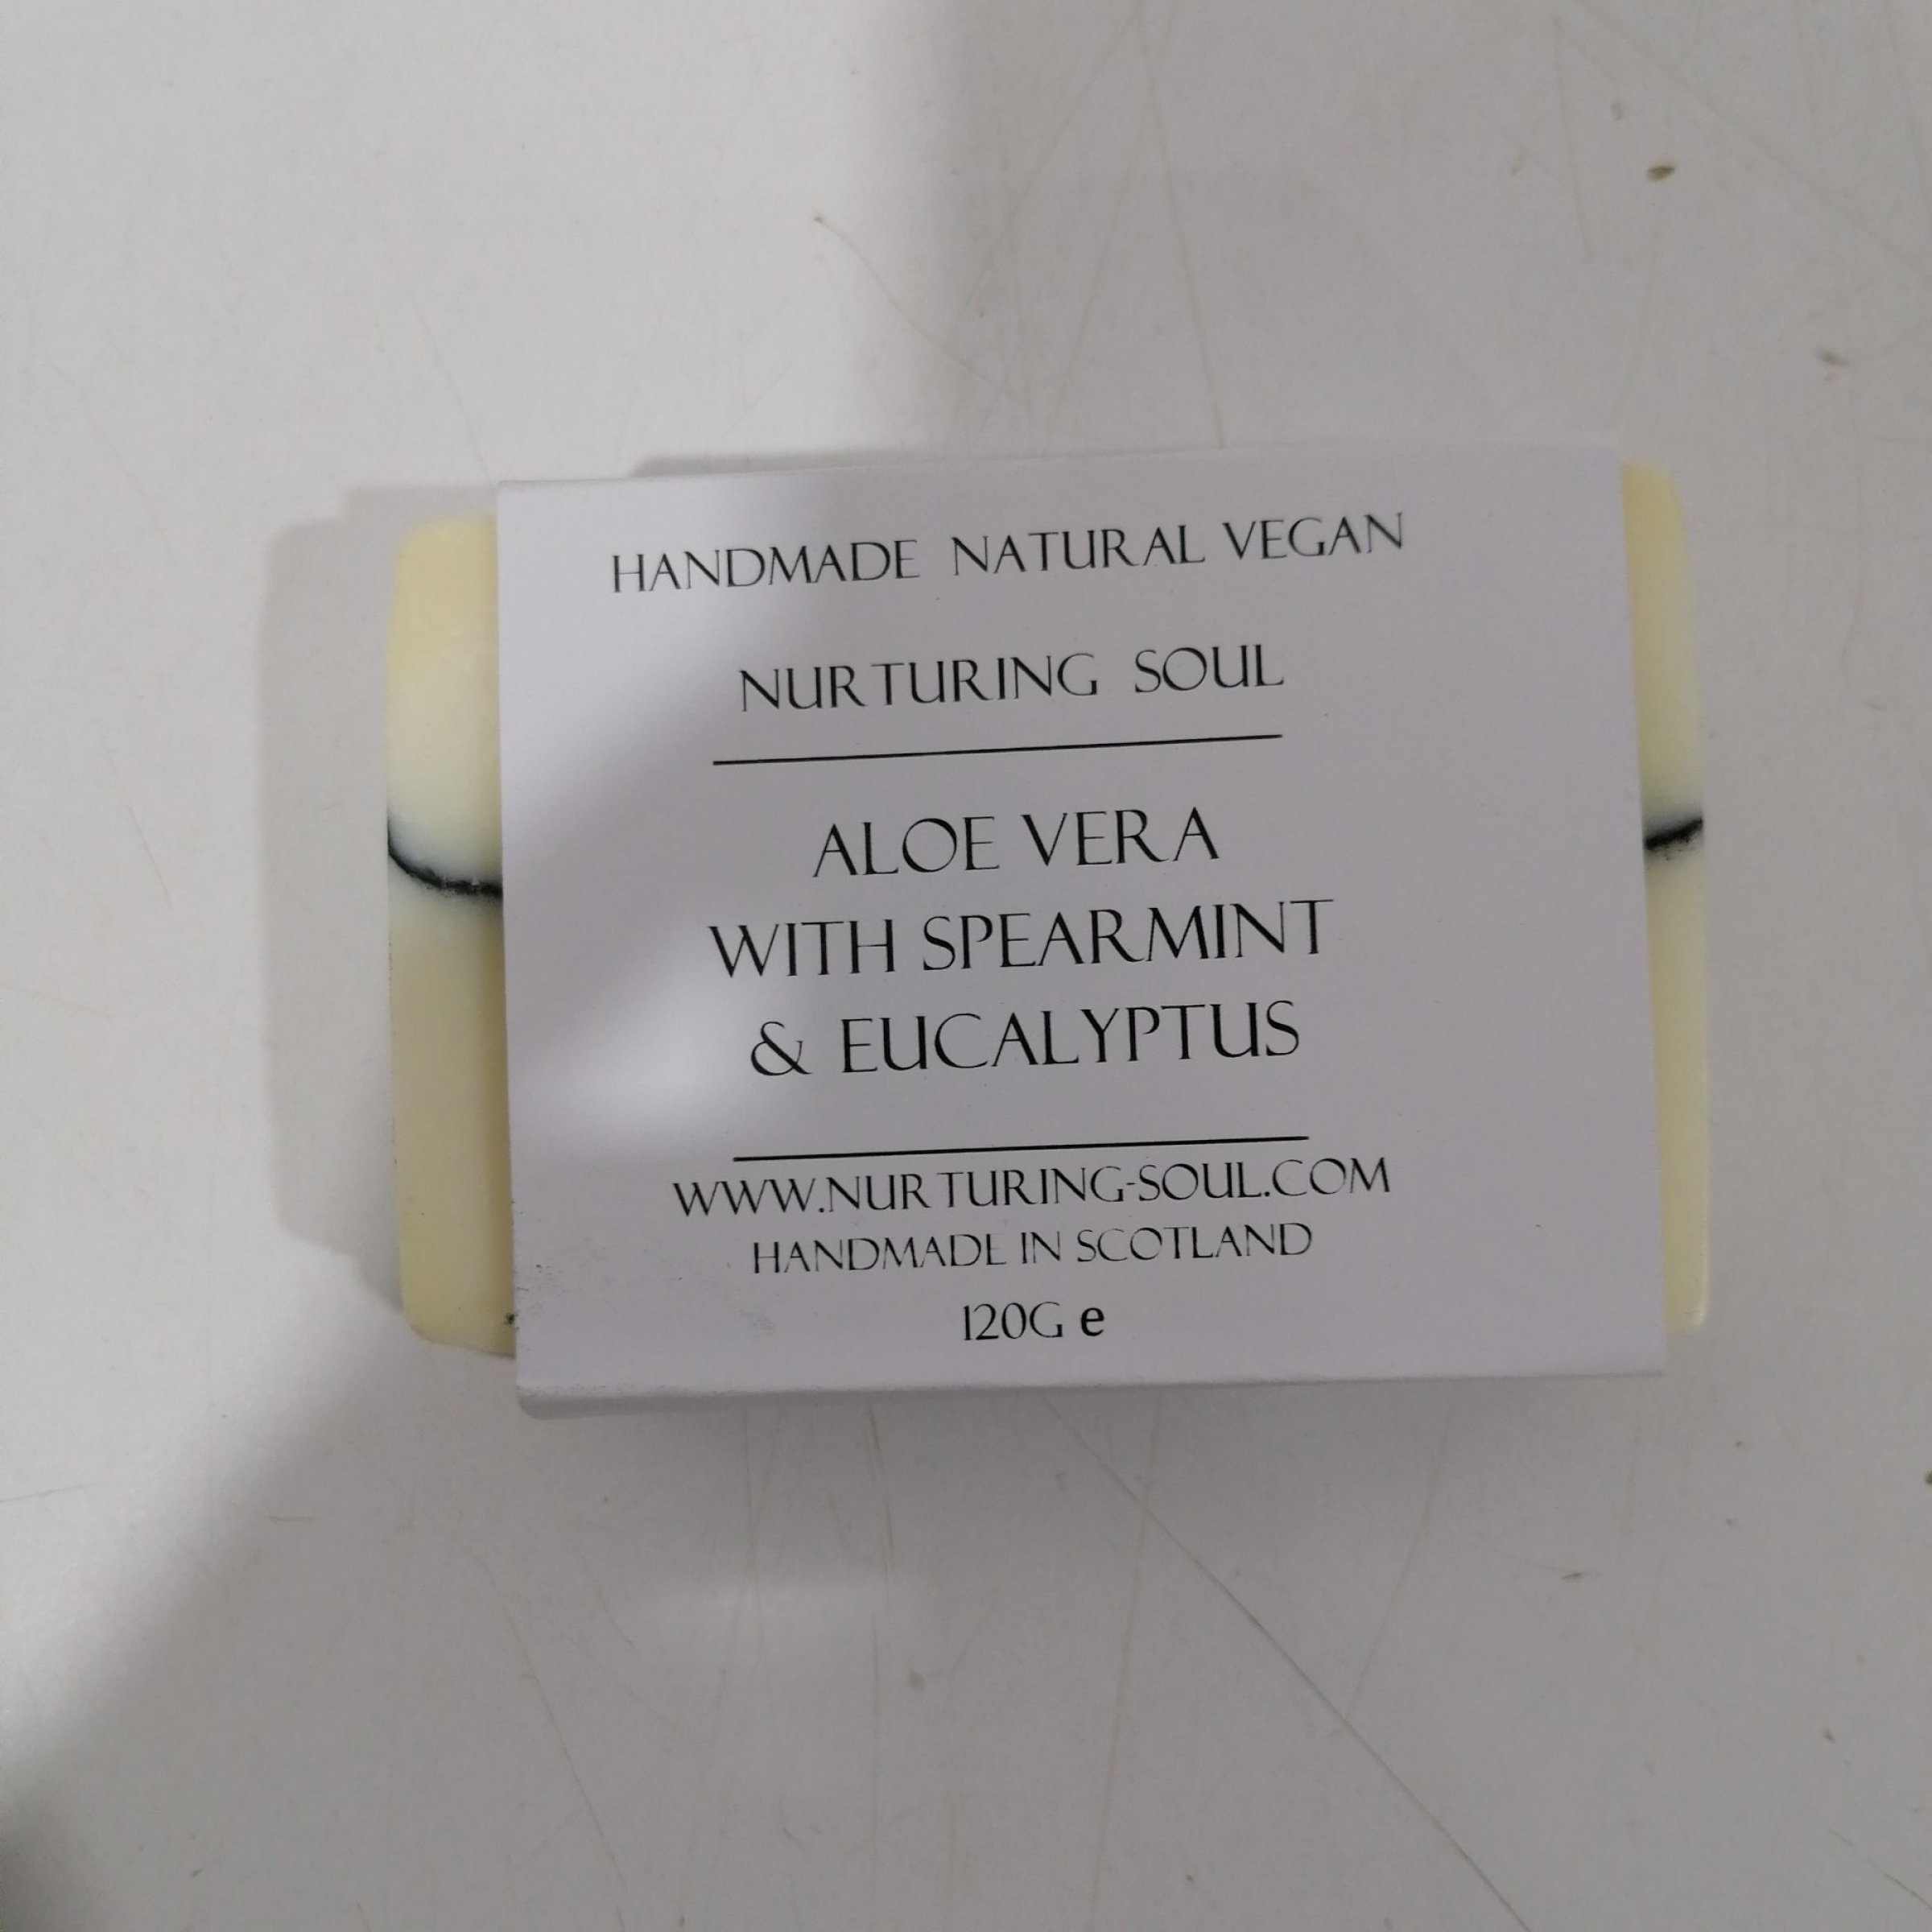 HANDMADE NATURAL VEGAN
NURTURING SOUL
ALOE VERA
WITH SPEARMINT
& EUCALYPTUS
WWW.NURTURING-SOUL.COM
HANDMADE IN SCOTLAND
120G e